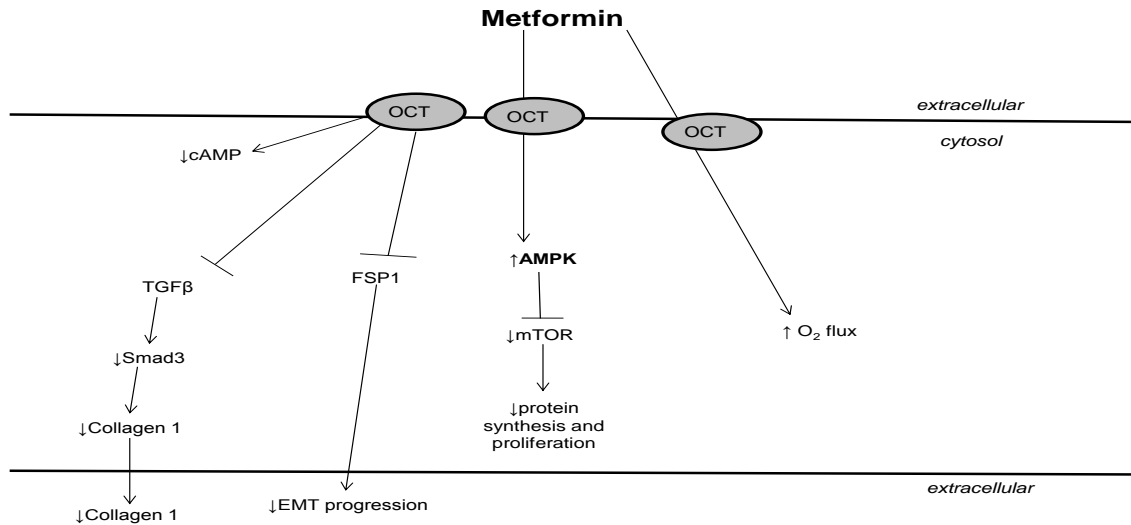 Metformin
OCT
OCT
OCT
extracellular
cytosol
↓cAMP
↑AMPK
FSP1
TGFβ
↑ O₂ flux
↓mTOR
↓Smad3
↓protein
synthesis and
proliferation
↓Collagen 1
extracellular
↓EMT progression
↓Collagen 1